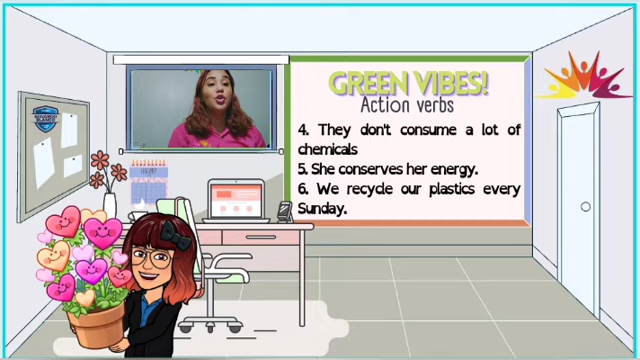 GREEN VIBES!
Action verbs
4. They don't consume a lot of
chemicals
5. She conserves her energy.
6. We recycle our plastics every
Sunday.